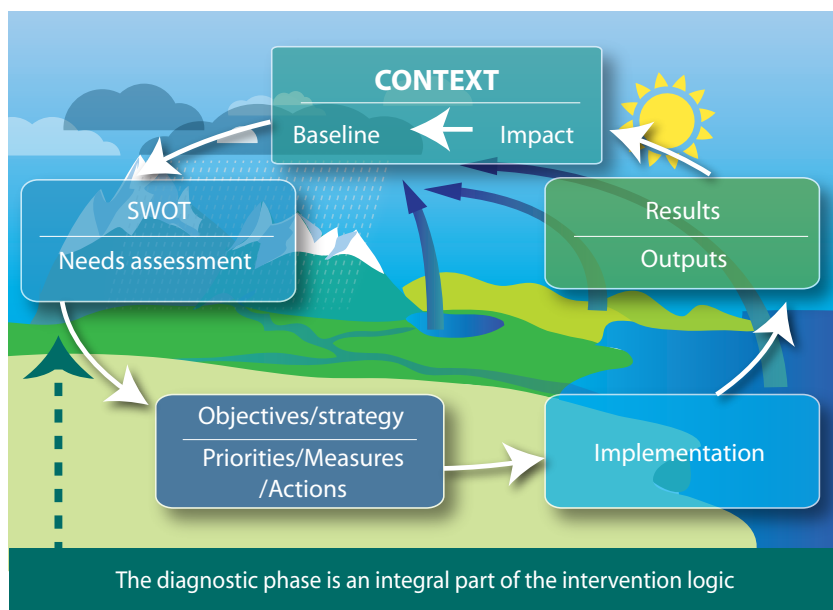 CONTEXT
Baseline
Impact
SWOT
Needs assessment
Results
Outputs
Objectives/strategy
Priorities/Measures
/Actions
Implementation
The diagnostic phase is an integral part of the intervention logic